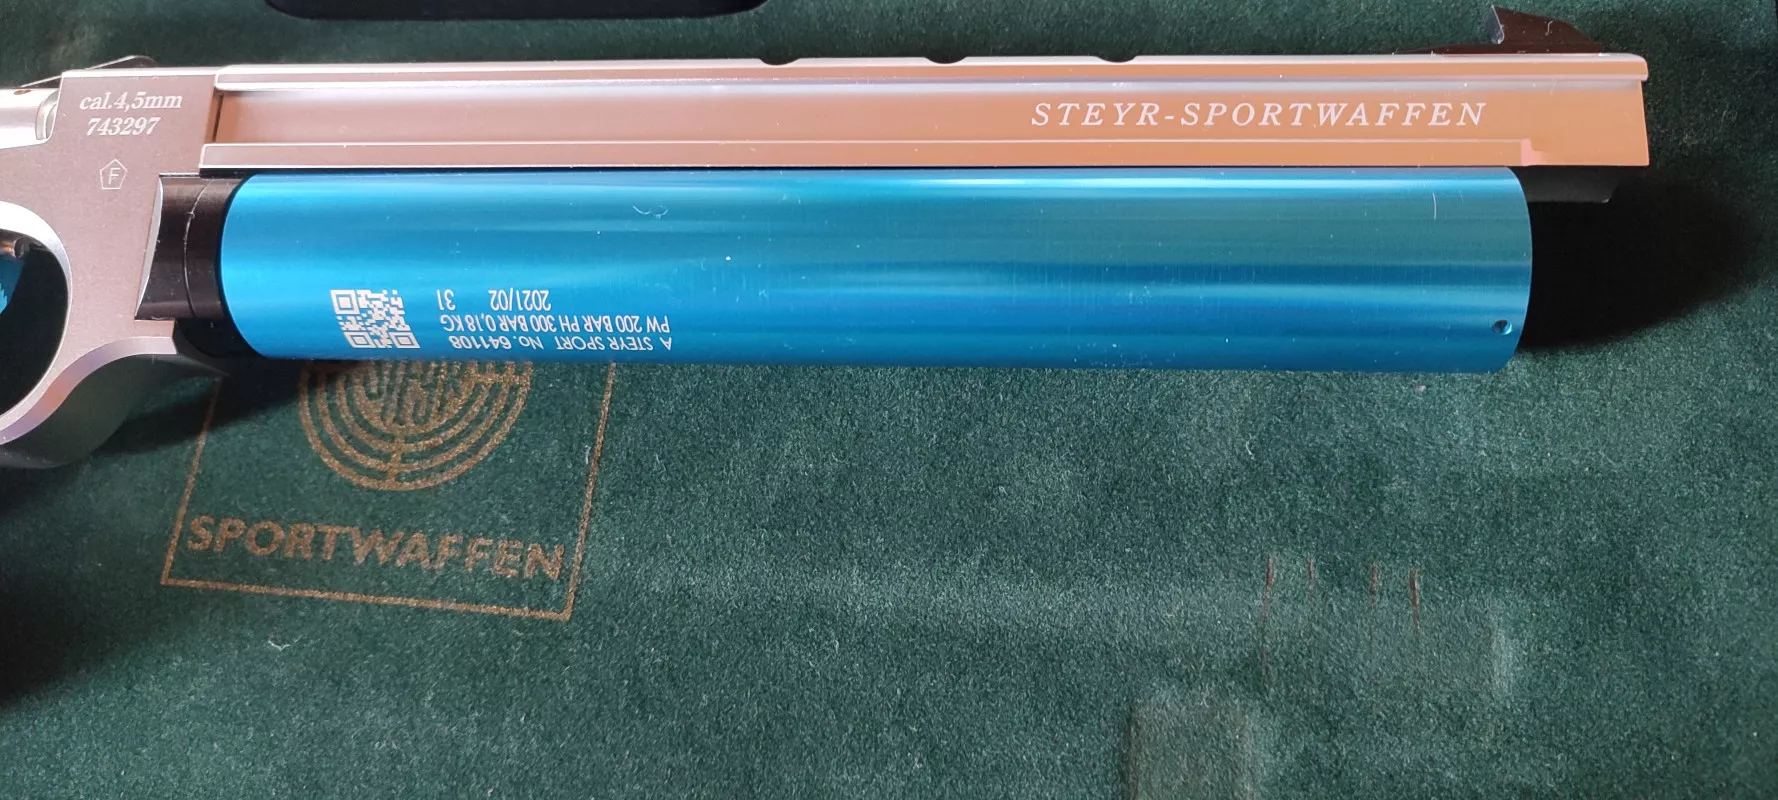 cal.4,5mm
743297
F
STEYR-SPORTWAFFEN
A STEYR SPORT No. 641108
PW 200 BAR PH 300 BAR 0,18 KG
2021/02 31
SPORTWAFFEN